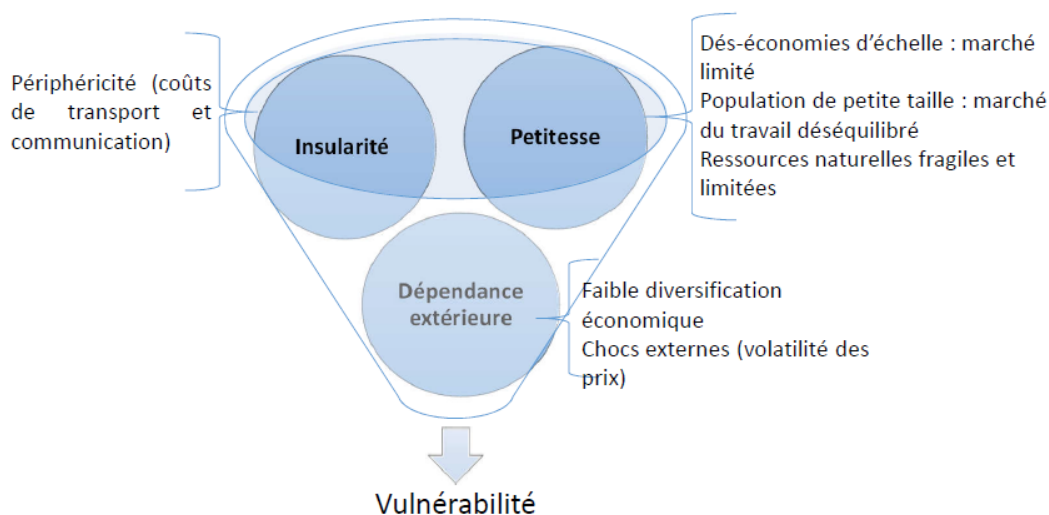 Périphéricité (coûts
de transport et
communication)
Insularité
Petitesse
Dés-économies d'échelle : marché
limité
Population de petite taille : marché
du travail déséquilibré
Ressources naturelles fragiles et
limitées
Dépendance
extérieure
Faible diversification
économique
Chocs externes (volatilité des
prix)
Vulnérabilité